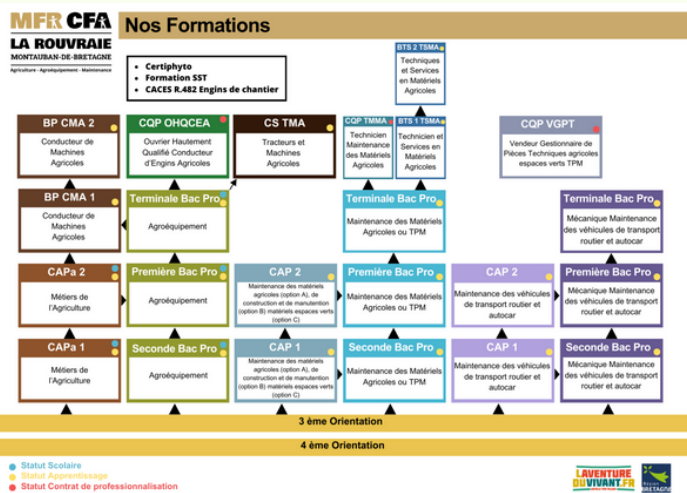 MFR CFA
LA ROUVRAIE
MONTAUBAN-DE-BRETAGNE
Agriculture - Agroéquipement - Maintenance
Nos Formations
Certiphyto
Formation SST
CACES R.482 Engins de chantier
BTS 2 TSMA
Techniques
et Services
en Matériels
Agricoles
BP CMA 2
Conducteur de
Machines
Agricoles
CQP OHQCEA
Ouvrier Hautement
Qualifié Conducteur
d'Engins Agricoles
CS TMA
Tracteurs et
Machines
Agricoles
CQP TMMA
Technicien
Maintenance
des Matériels
Agricoles
BTS 1 TSMA
Technicien et
Services en
Matériels
Agricoles
CQP VGPT
Vendeur Gestionnaire de
Pièces Techniques agricoles
espaces verts TPM
BP CMA 1
Conducteur de
Machines
Agricoles
Terminale Bac Pro
Agroéquipement
Terminale Bac Pro
Maintenance des Matériels
Agricoles ou TPM
Terminale Bac Pro
Mécanique Maintenance
des véhicules de transport
routier et autocar
CAPa 2
Métiers de
l'Agriculture
Première Bac Pro
Agroéquipement
CAP 2
Maintenance des matériels
agricoles (option A), de
construction et de manutention
(option B) matériels espaces verts
(option C)
Première Bac Pro
Maintenance des Matériels
Agricoles ou TPM
CAP 2
Maintenance des véhicules
de transport routier et
autocar
Première Bac Pro
Mécanique Maintenance
des véhicules de transport
routier et autocar
CAPa 1
Métiers de
l'Agriculture
Seconde Bac Pro
Agroéquipement
CAP 1
Maintenance des matériels
agricoles (option A), de
construction et de manutention
(option B) matériels espaces verts
(option C)
Seconde Bac Pro
Maintenance des Matériels
Agricoles ou TPM
CAP 1
Maintenance des véhicules
de transport routier et
autocar
Seconde Bac Pro
Mécanique Maintenance
des véhicules de transport
routier et autocar
3 ème Orientation
4 ème Orientation
Statut Scolaire
Statut Apprentissage
Statut Contrat de professionnalisation
L'AVENTURE
DUVIVANT.FR
BRETAGNE